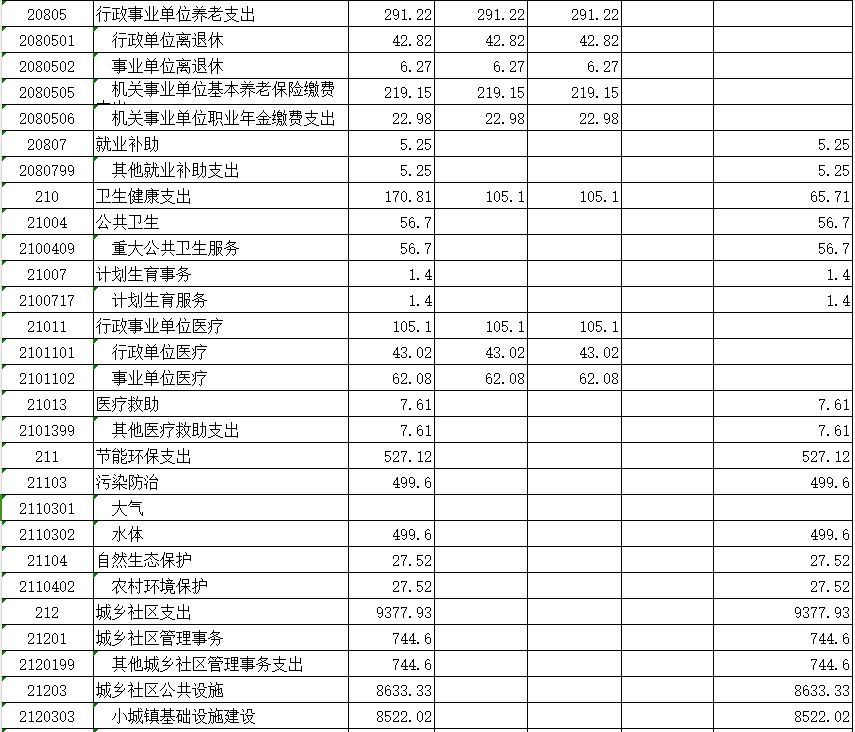 20805 行政事业单位养老支出 291.22 291.22 291.22
2080501 行政单位离退休 42.82 42.82 42.82
2080502 事业单位离退休 6.27 6.27 6.27
2080505 机关事业单位基本养老保险缴费 219.15 219.15 219.15
2080506 机关事业单位职业年金缴费支出 22.98 22.98 22.98
20807 就业补助 5.25 5.25
2080799 其他就业补助支出 5.25 5.25
210 卫生健康支出 170.81 105.1 105.1 65.71
21004 公共卫生 56.7 56.7
2100409 重大公共卫生服务 56.7 56.7
21007 计划生育事务 1.4 1.4
2100717 计划生育服务 1.4 1.4
21011 行政事业单位医疗 105.1 105.1 105.1
2101101 行政单位医疗 43.02 43.02 43.02
2101102 事业单位医疗 62.08 62.08 62.08
21013 医疗救助 7.61 7.61
2101399 其他医疗救助支出 7.61 7.61
211 节能环保支出 527.12 527.12
21103 污染防治 499.6 499.6
2110301 大气
2110302 水体 499.6 499.6
21104 自然生态保护 27.52 27.52
2110402 农村环境保护 27.52 27.52
212 城乡社区支出 9377.93 9377.93
21201 城乡社区管理事务 744.6 744.6
2120199 其他城乡社区管理事务支出 744.6 744.6
21203 城乡社区公共设施 8633.33 8633.33
2120303 小城镇基础设施建设 8522.02 8522.02